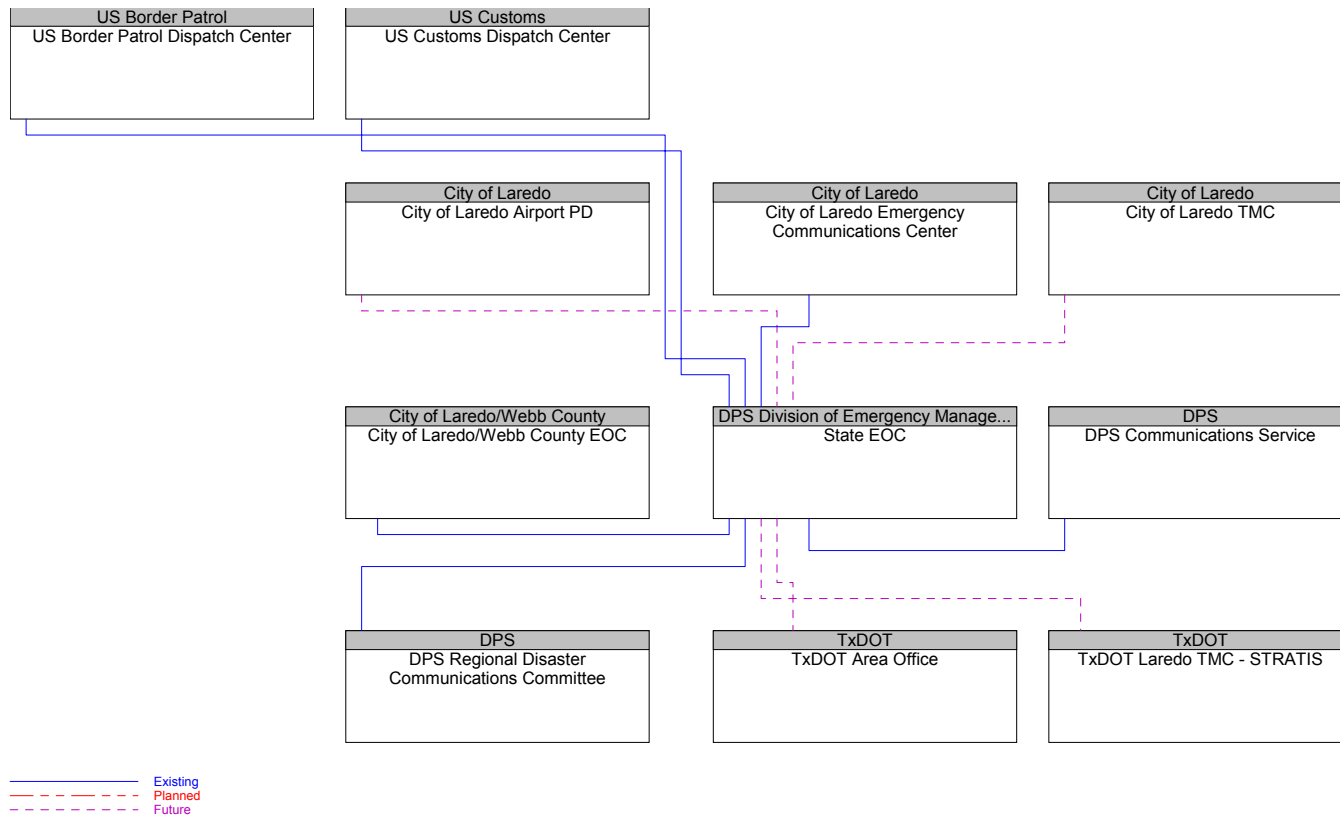 US Border Patrol
US Border Patrol Dispatch Center
US Customs
US Customs Dispatch Center
City of Laredo
City of Laredo Airport PD
City of Laredo
City of Laredo Emergency
Communications Center
City of Laredo
City of Laredo TMC
City of Laredo/Webb County
City of Laredo/Webb County EOC
DPS Division of Emergency Manage...
State EOC
DPS
DPS Communications Service
DPS
DPS Regional Disaster
Communications Committee
TxDOT
TxDOT Area Office
TxDOT
TxDOT Laredo TMC - STRATIS
Existing
Planned
Future